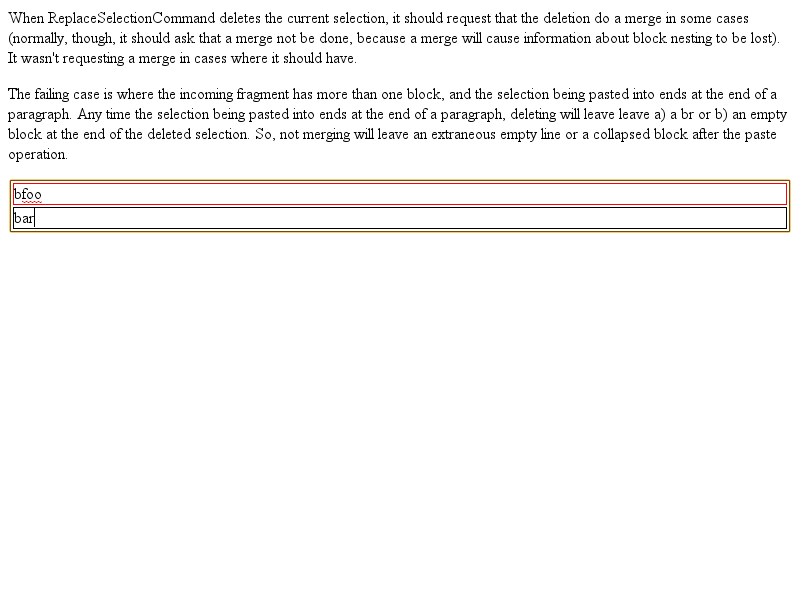 When ReplaceSelectionCommand deletes the current selection, it should request that the deletion do a merge in some cases
(normally, though, it should ask that a merge not be done, because a merge will cause information about block nesting to be lost).
It wasn't requesting a merge in cases where it should have.
The failing case is where the incoming fragment has more than one block, and the selection being pasted into ends at the end of a
paragraph. Any time the selection being pasted into ends at the end of a paragraph, deleting will leave leave a) a br or b) an empty
block at the end of the deleted selection. So, not merging will leave an extraneous empty line or a collapsed block after the paste
operation.
bfoo
bar